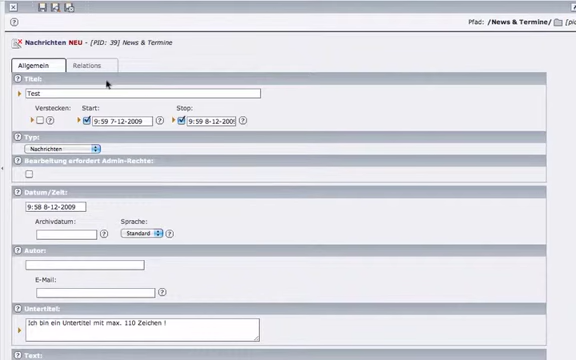 Pfad: /News & Termine/
Nachrichten NEU - [PID: 39] News & Termine
Allgemein Relations
Titel:
Test
Verstecken: Start: Stop:
9:59 7-12-2009 9:59 8-12-2009
Typ:
Nachrichten
Bearbeitung erfordert Admin-Rechte:
Datum/Zeit:
9:58 8-12-2009
Archivdatum: Sprache:
Standard
Autor:
E-Mail:
Untertitel:
Ich bin ein Untertitel mit max. 110 Zeichen !
Text: